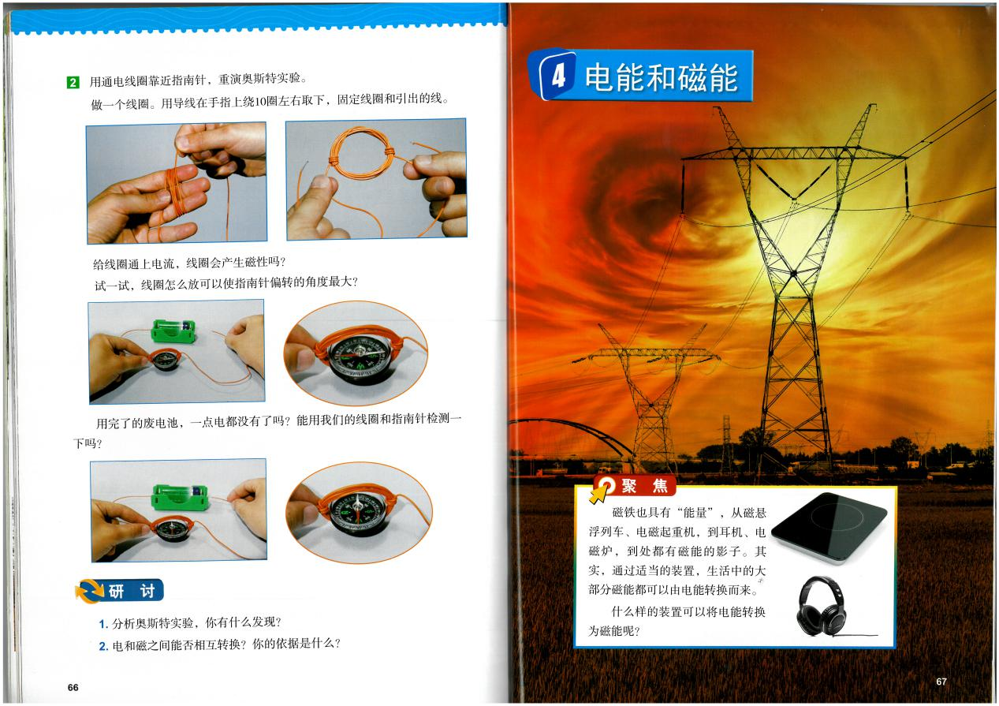 2 用通电线圈靠近指南针，重演奥斯特实验。
做一个线圈。用导线在手指上绕10圈左右取下，固定线圈和引出的线。
给线圈通上电流，线圈会产生磁性吗？
试一试，线圈怎么放可以使指南针偏转的角度最大？
用完了的废电池，一点电都没有了吗？能用我们的线圈和指南针检测一
下吗？
研 讨
1. 分析奥斯特实验，你有什么发现？
2. 电和磁之间能否相互转换？你的依据是什么？
66
4 电能和磁能
聚 焦
磁铁也具有“能量”，从磁悬
浮列车、电磁起重机，到耳机、电
磁炉，到处都有磁能的影子。其
实，通过适当的装置，生活中的大
部分磁能都可以由电能转换而来。
什么样的装置可以将电能转换
为磁能呢？
67